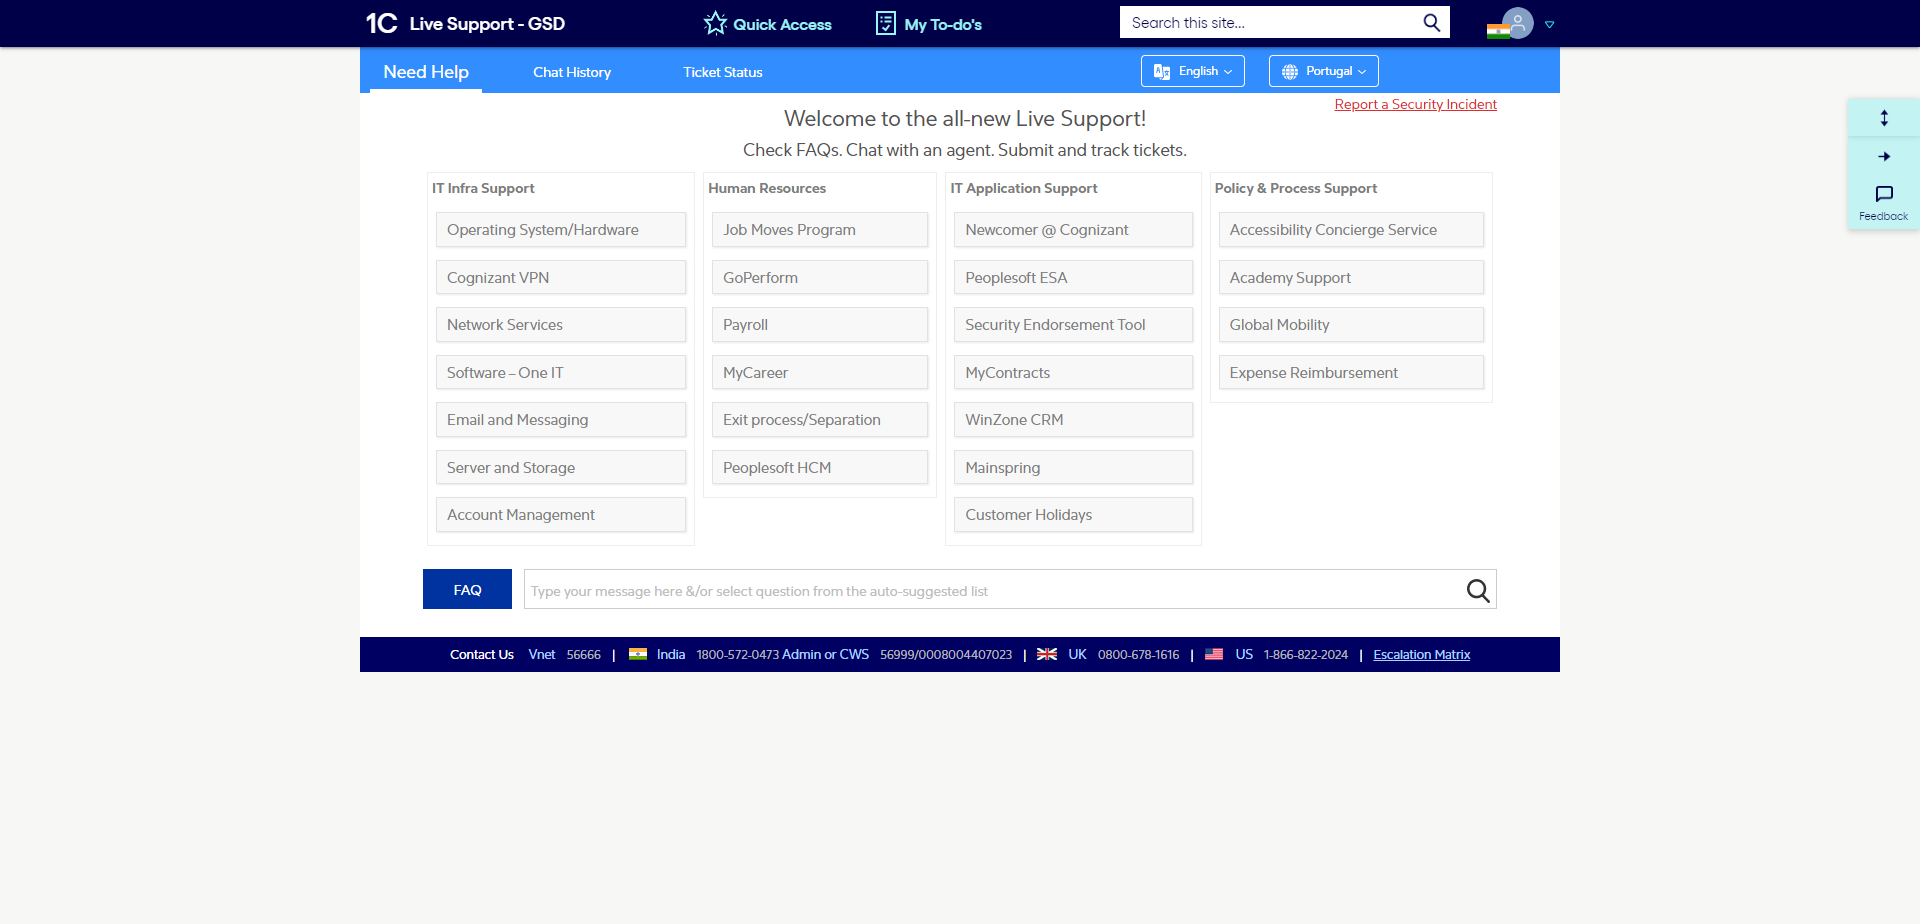 1C Live Support - GSD
Quick Access
My To-do's
Search this site...
Need Help
Chat History
Ticket Status
English
Portugal
Report a Security Incident
Welcome to the all-new Live Support!
Check FAQs. Chat with an agent. Submit and track tickets.
IT Infra Support
Operating System/Hardware
Cognizant VPN
Network Services
Software – One IT
Email and Messaging
Server and Storage
Account Management
Human Resources
Job Moves Program
GoPerform
Payroll
MyCareer
Exit process/Separation
Peoplesoft HCM
IT Application Support
Newcomer @ Cognizant
Peoplesoft ESA
Security Endorsement Tool
MyContracts
WinZone CRM
Mainspring
Customer Holidays
Policy & Process Support
Accessibility Concierge Service
Academy Support
Global Mobility
Expense Reimbursement
Feedback
FAQ
Type your message here &/or select question from the auto-suggested list
Contact Us Vnet 56666 | India 1800-572-0473 Admin or CWS 56999/0008004407023 | UK 0800-678-1616 | US 1-866-822-2024 | Escalation Matrix